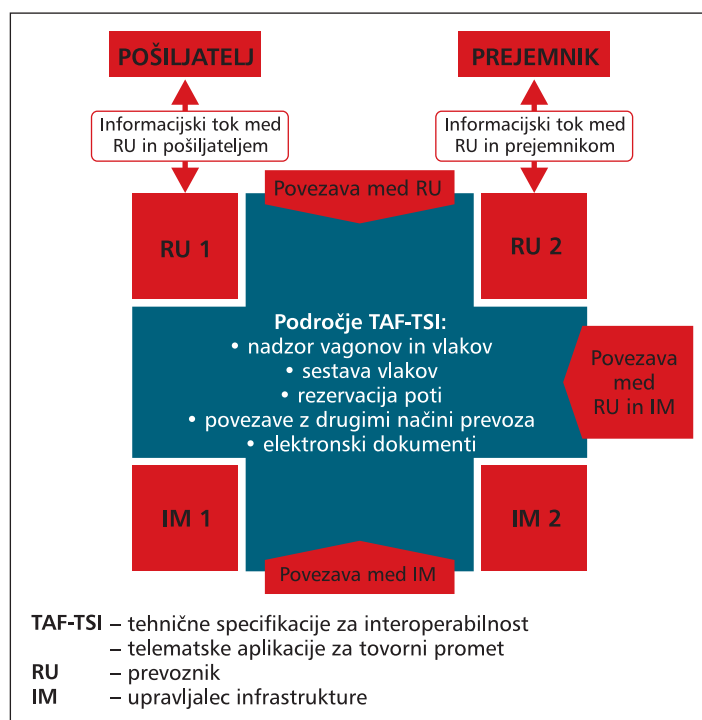 POŠILJATELJ
PREJEMNIK
Informacijski tok med
RU in pošiljateljem
Informacijski tok med
RU in prejemnikom
Povezava med RU
RU 1
RU 2
Področje TAF-TSI:
• nadzor vagonov in vlakov
• sestava vlakov
• rezervacija poti
• povezave z drugimi načini prevoza
• elektronski dokumenti
Povezava
med
RU in IM
IM 1
IM 2
Povezava med IM
TAF-TSI – tehnične specifikacije za interoperabilnost
– telematske aplikacije za tovorni promet
RU – prevoznik
IM – upravljalec infrastrukture